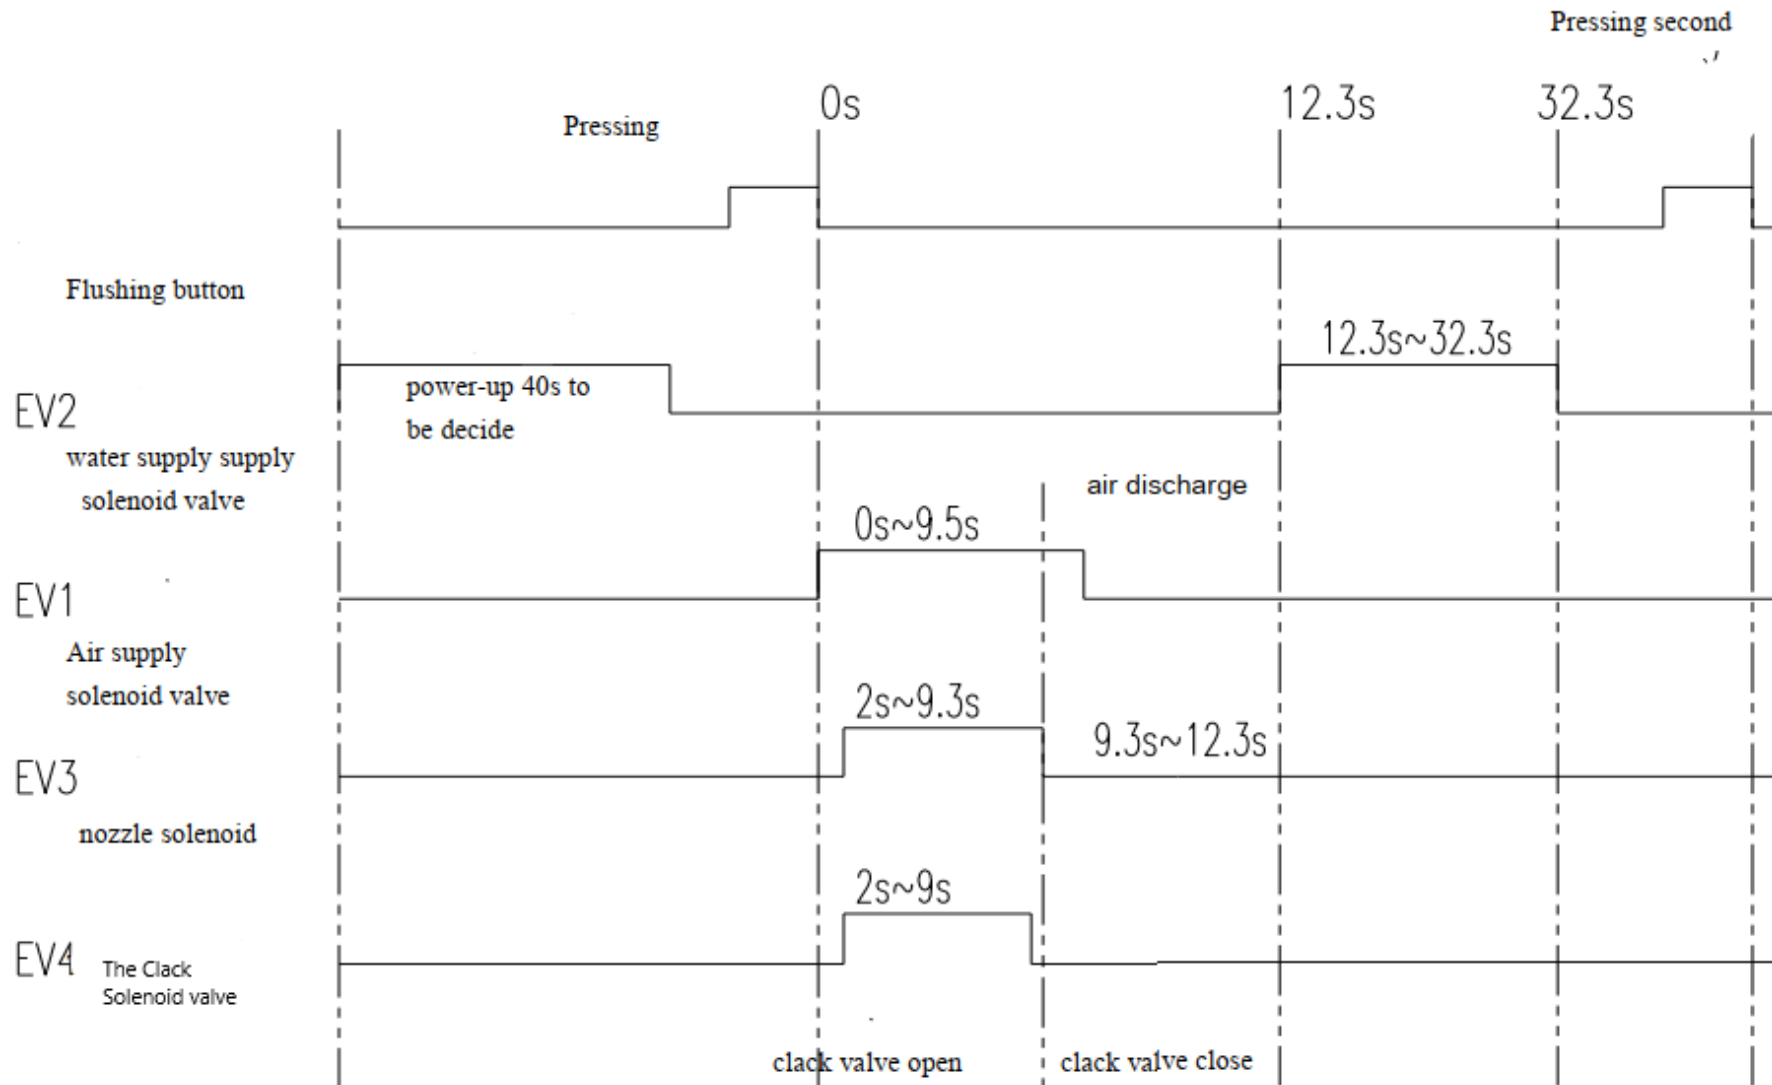 Pressing second
0s
12.3s
32.3s
Pressing
Flushing button
12.3s~32.3s
power-up 40s to
be decide
EV2
water supply supply
solenoid valve
air discharge
0s~9.5s
EV1
Air supply
solenoid valve
2s~9.3s
9.3s~12.3s
EV3
nozzle solenoid
2s~9s
EV4
The Clack
Solenoid valve
clack valve open
clack valve close